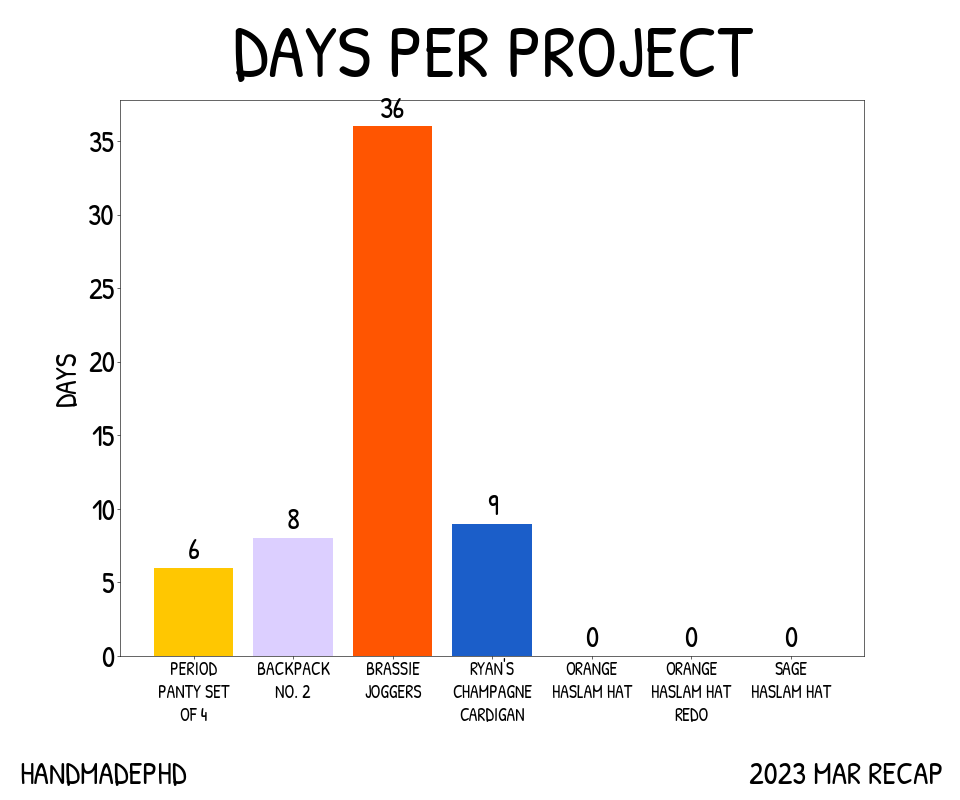 DAYS PER PROJECT
36
35
30
25
20
15
10
5
0
DAYS
6
8
9
0
0
0
PERIOD
PANTY SET
OF 4
BACKPACK
NO. 2
BRASSIE
JOGGERS
RYAN'S
CHAMPAGNE
CARDIGAN
ORANGE
HASLAM HAT
ORANGE
HASLAM HAT
REDO
SAGE
HASLAM HAT
HANDMADEPHD
2023 MAR RECAP